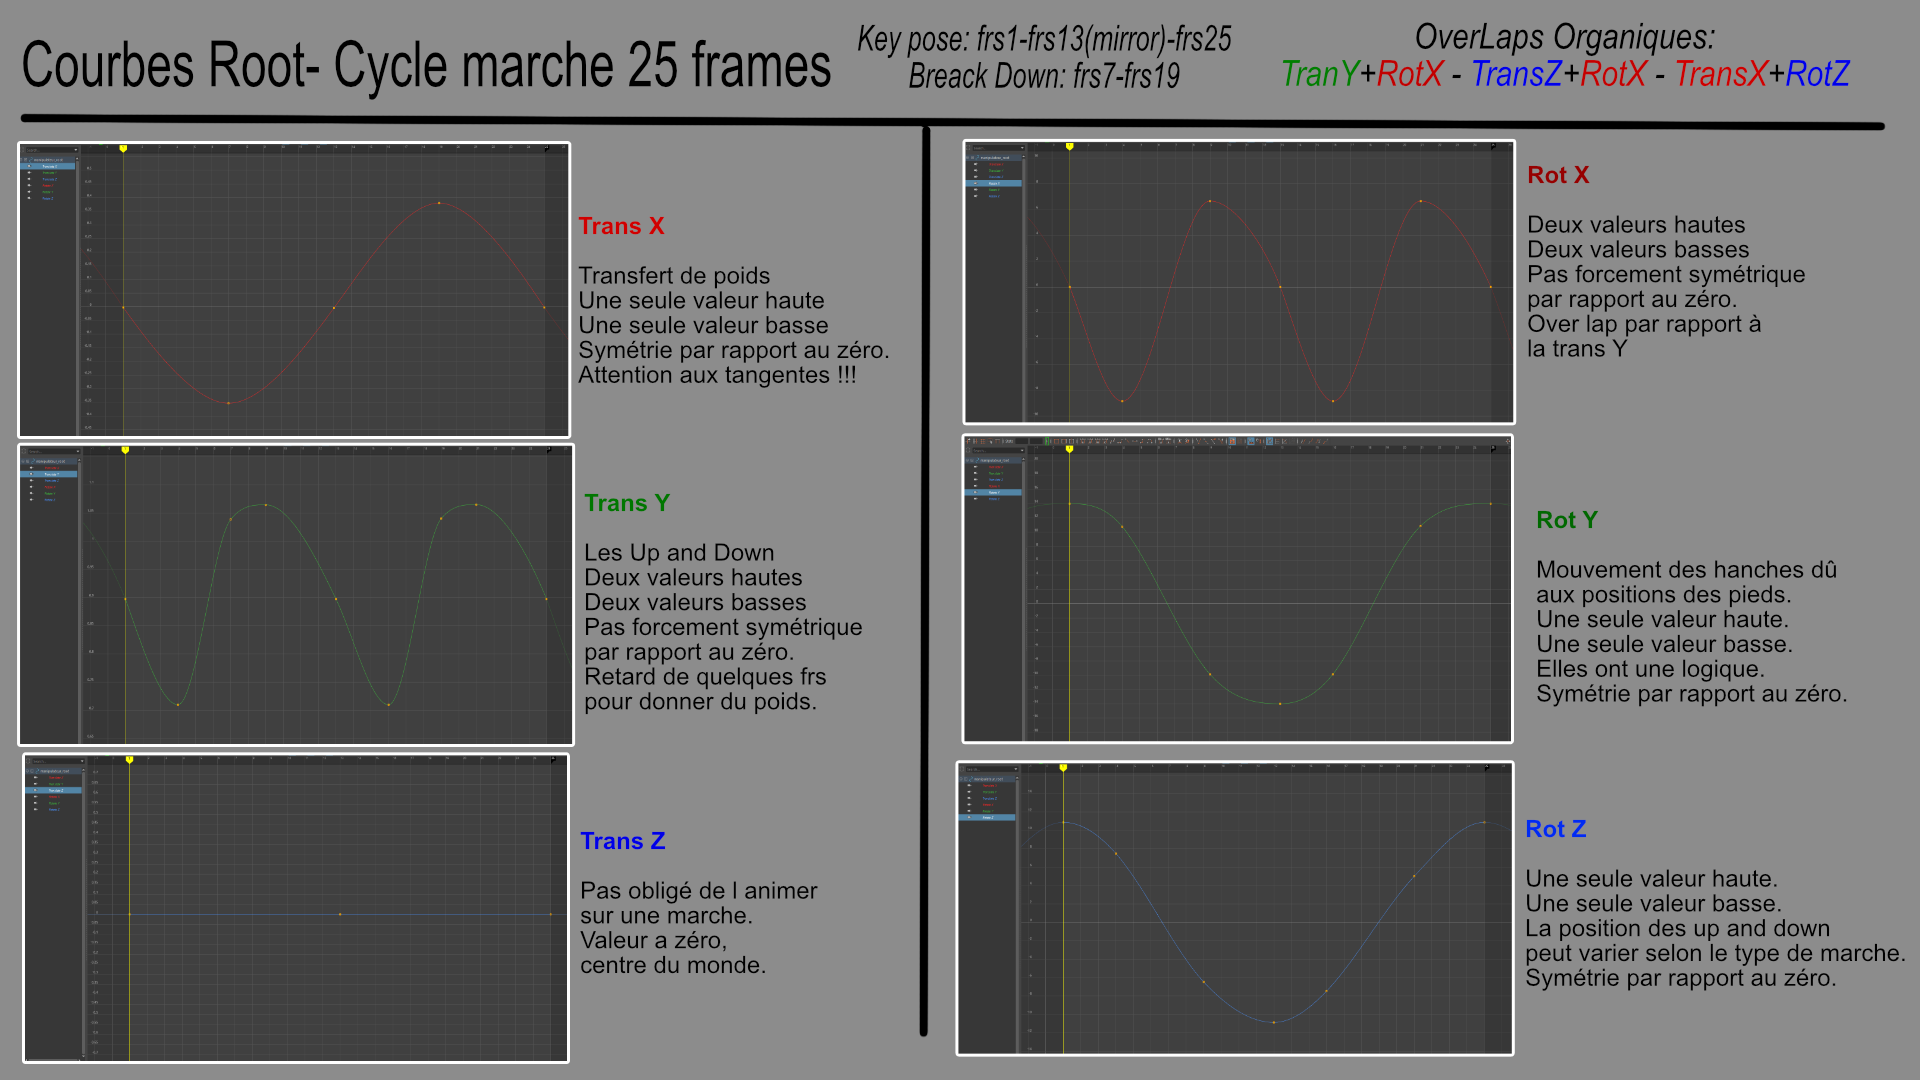 Courbes Root- Cycle marche 25 frames
Key pose: frs1-frs13(mirror)-frs25
Breack Down: frs7-frs19
OverLaps Organiques:
TranY+RotX - TransZ+RotX - TransX+RotZ
Trans X
Transfert de poids
Une seule valeur haute
Une seule valeur basse
Symétrie par rapport au zéro.
Attention aux tangentes !!!
Trans Y
Les Up and Down
Deux valeurs hautes
Deux valeurs basses
Pas forcement symétrique
par rapport au zéro.
Retard de quelques frs
pour donner du poids.
Trans Z
Pas obligé de l animer
sur une marche.
Valeur a zéro,
centre du monde.
Rot X
Deux valeurs hautes
Deux valeurs basses
Pas forcement symétrique
par rapport au zéro.
Over lap par rapport à
la trans Y
Rot Y
Mouvement des hanches dû
aux positions des pieds.
Une seule valeur haute.
Une seule valeur basse.
Elles ont une logique.
Symétrie par rapport au zéro.
Rot Z
Une seule valeur haute.
Une seule valeur basse.
La position des up and down
peut varier selon le type de marche.
Symétrie par rapport au zéro.